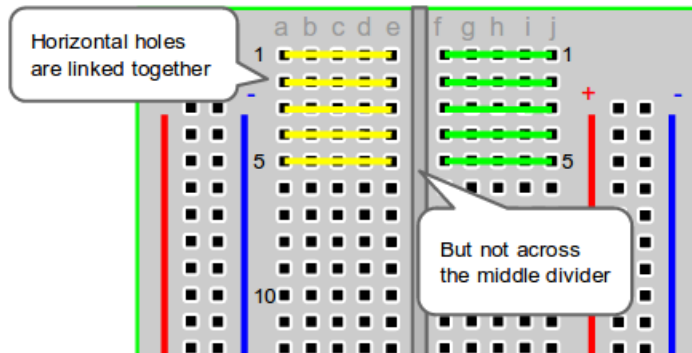 a b c d e f g h i j
Horizontal holes
are linked together
1 1
- + -
5 5
But not across
the middle divider
10